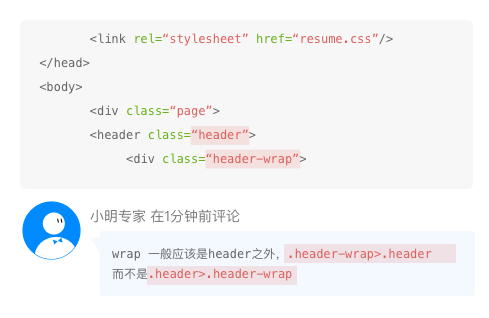 <link rel=“stylesheet” href=“resume.css”/>
</head>
<body>
<div class=“page”>
<header class=“header”>
<div class=“header-wrap”>
小明专家 在1分钟前评论
wrap 一般应该是header之外, .header-wrap>.header
而不是.header>.header-wrap